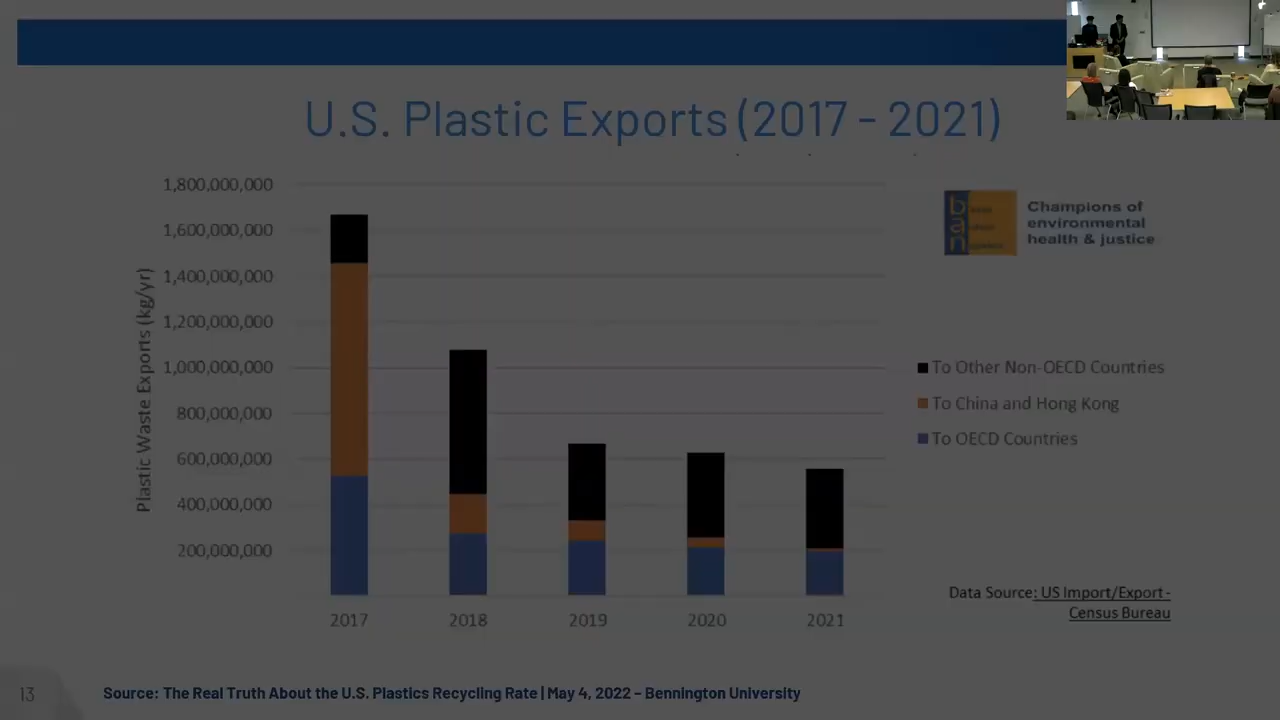 U.S. Plastic Exports (2017 - 2021)
Plastic Waste Exports (kg/yr)
1,800,000,000
1,600,000,000
1,400,000,000
1,200,000,000
1,000,000,000
800,000,000
600,000,000
400,000,000
200,000,000
2017
2018
2019
2020
2021
ban
Champions of
environmental
health & justice
To Other Non-OECD Countries
To China and Hong Kong
To OECD Countries
Data Source: US Import/Export-
Census Bureau
13
Source: The Real Truth About the U.S. Plastics Recycling Rate | May 4, 2022 – Bennington University